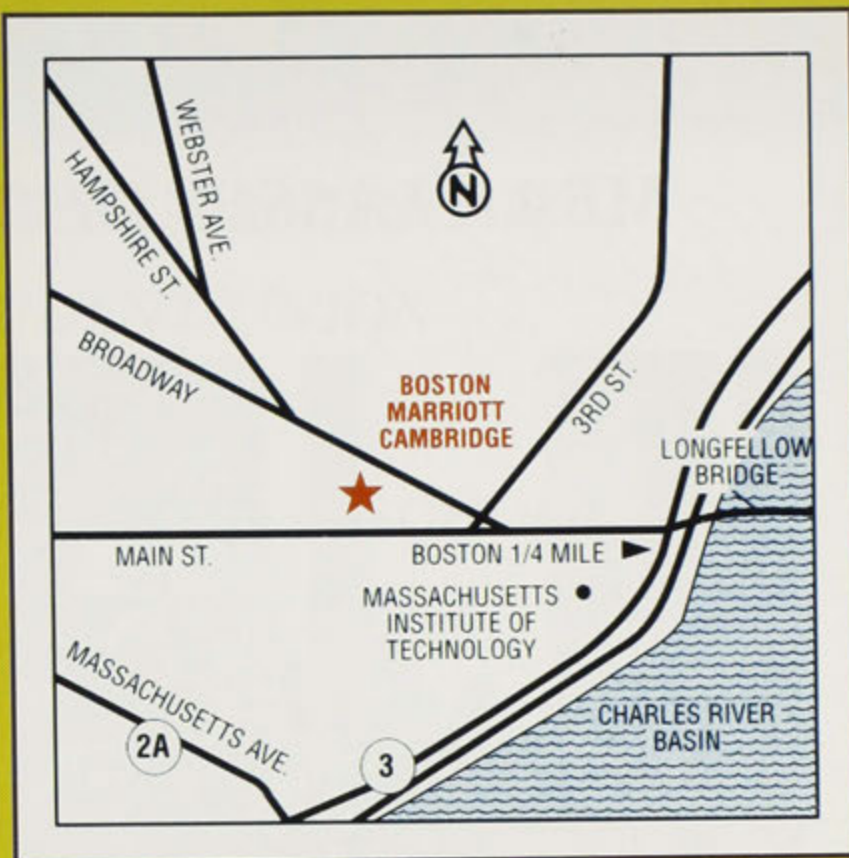 WEBSTER AVE.
HAMPSHIRE ST.
N
BROADWAY
BOSTON
MARRIOTT
CAMBRIDGE
3RD ST.
LONGFELLOW
BRIDGE
MAIN ST.
BOSTON 1/4 MILE
MASSACHUSETTS
INSTITUTE OF
TECHNOLOGY
MASSACHUSETTS AVE.
2A
3
CHARLES RIVER
BASIN